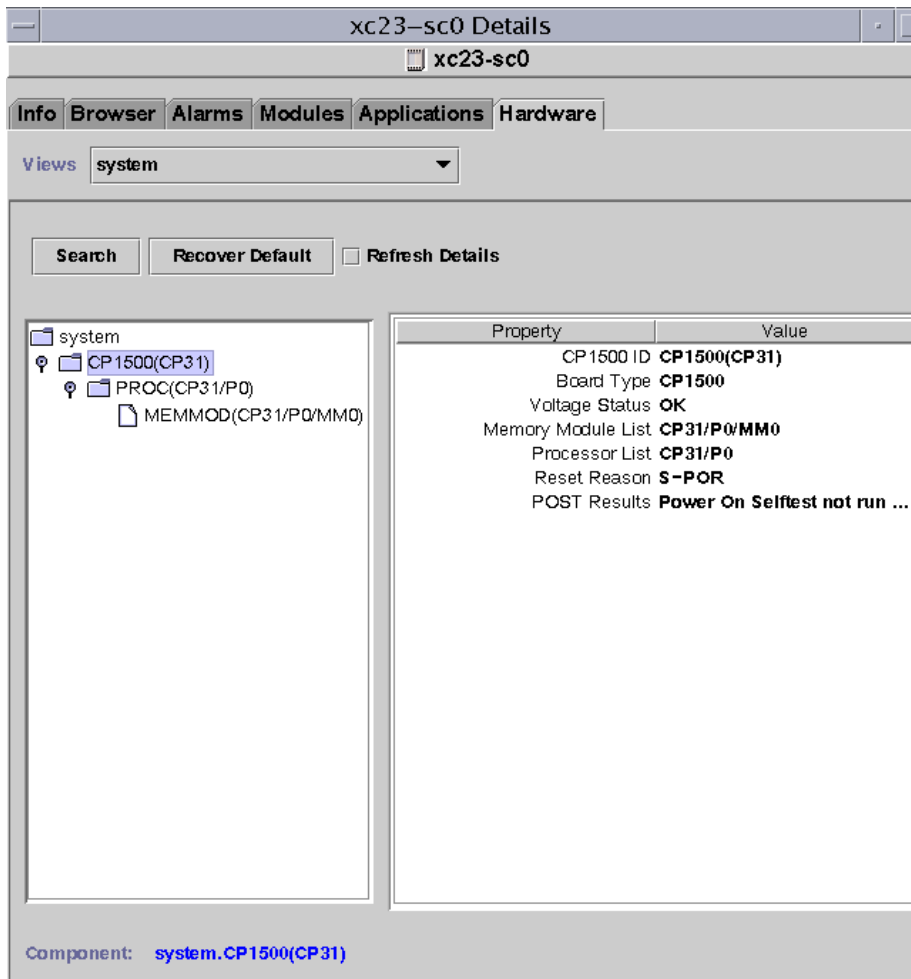 xc23-sc0 Details
xc23-sc0
Info Browser Alarms Modules Applications Hardware
Views system
Search Recover Default Refresh Details
system
CP1500(CP31)
PROC(CP31/P0)
MEMMOD(CP31/P0/MM0)
Property Value
CP1500 ID CP1500(CP31)
Board Type CP1500
Voltage Status OK
Memory Module List CP31/P0/MM0
Processor List CP31/P0
Reset Reason S-POR
POST Results Power On Selftest not run ...
Component: system.CP1500(CP31)